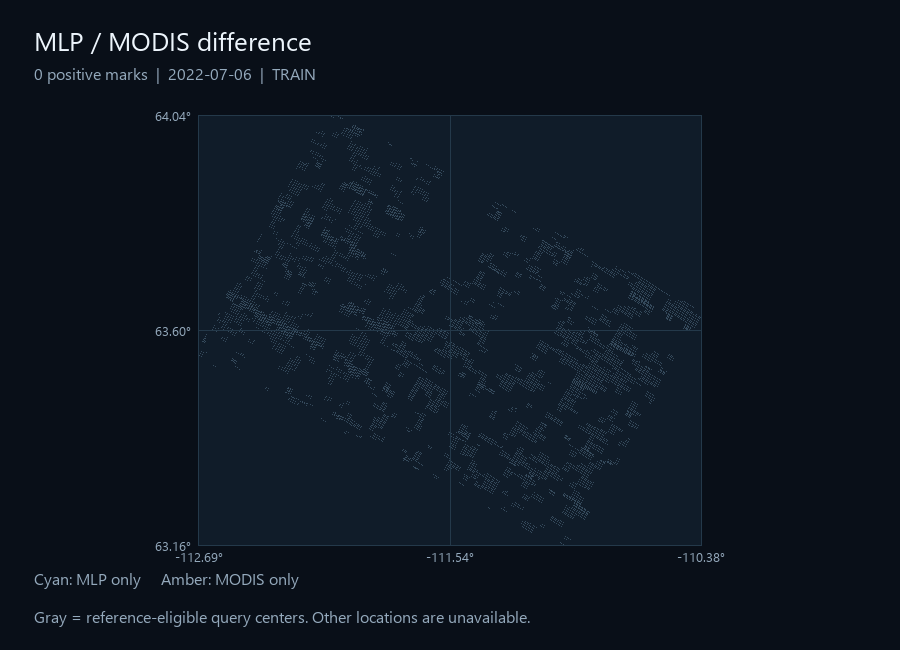 MLP / MODIS difference
0 positive marks | 2022-07-06 | TRAIN
64.04°
63.60°
63.16°
-112.69° -111.54° -110.38°
Cyan: MLP only Amber: MODIS only
Gray = reference-eligible query centers. Other locations are unavailable.